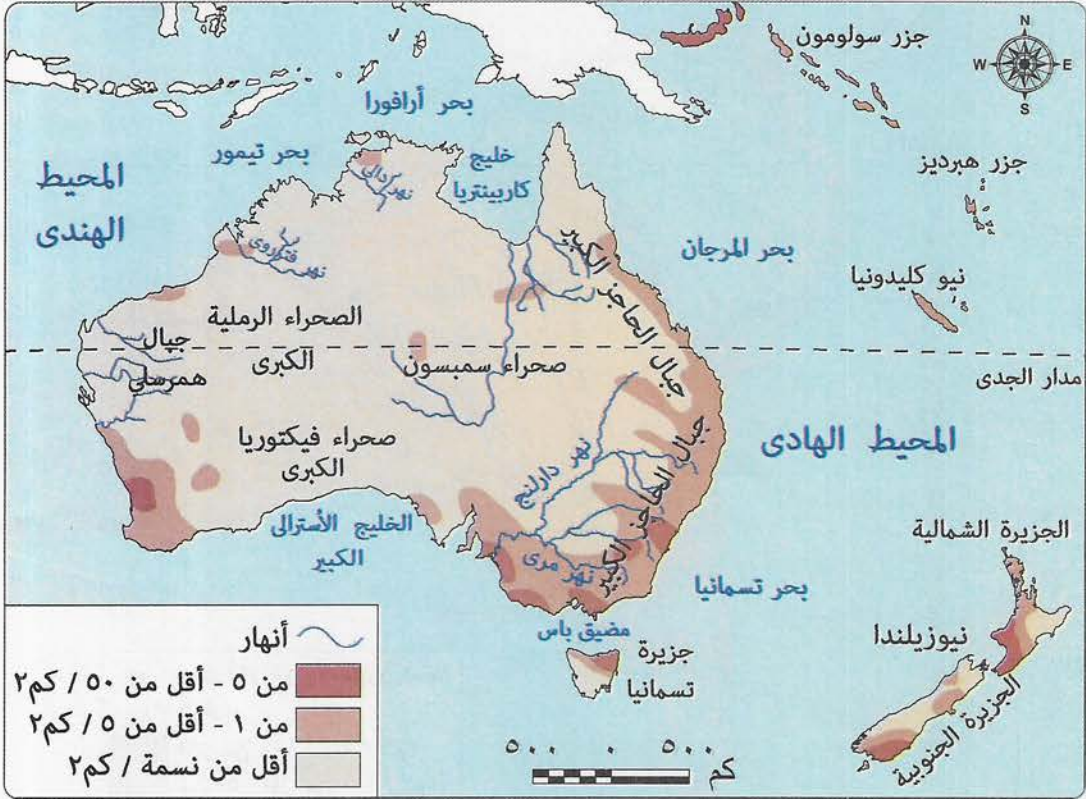 N
W E
S
جزر سولومون
بحر أرافورا
خليج
كاربينتريا
بحر تيمور
نهر دالى
المحيط
الهندى
جزر هبرديز
بحر المرجان
نيو كليدونيا
نهر فتزروى
جبال الحاجز الكبير
الصحراء الرملية
الكبرى
جبال
همرسلى
صحراء سمبسون
مدار الجدى
صحراء فيكتوريا
الكبرى
نهر دارلنج
جبال الحاجز الكبير
المحيط الهادى
الخليج الأسترالى
الكبير
نهر مرى
بحر تسمانيا
الجزيرة الشمالية
نيوزيلندا
الجزيرة الجنوبية
مضيق باس
جزيرة
تسمانيا
أنهار
من ٥ - أقل من ٥٠ / كم٢
من ١ - أقل من ٥ / كم٢
أقل من نسمة / كم٢
٥٠٠ ٠ ٥٠٠
كم